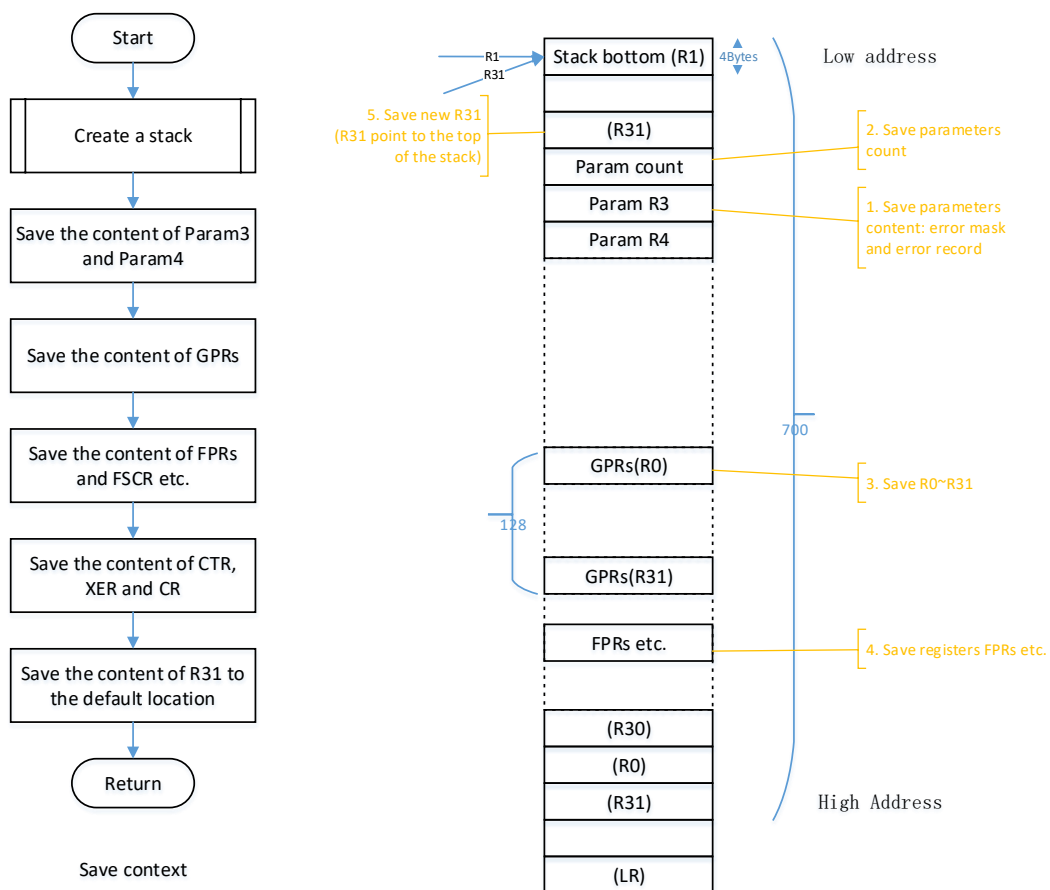 Start
Create a stack
Save the content of Param3
and Param4
Save the content of GPRs
Save the content of FPRs
and FSCR etc.
Save the content of CTR,
XER and CR
Save the content of R31 to
the default location
Return
Save context
R1
R31
5. Save new R31
(R31 point to the top
of the stack)
128
Stack bottom (R1)
(R31)
Param count
Param R3
Param R4
GPRs(R0)
GPRs(R31)
FPRs etc.
(R30)
(R0)
(R31)
(LR)
4Bytes
700
Low address
2. Save parameters
count
1. Save parameters
content: error mask
and error record
3. Save R0~R31
4. Save registers FPRs etc.
High Address